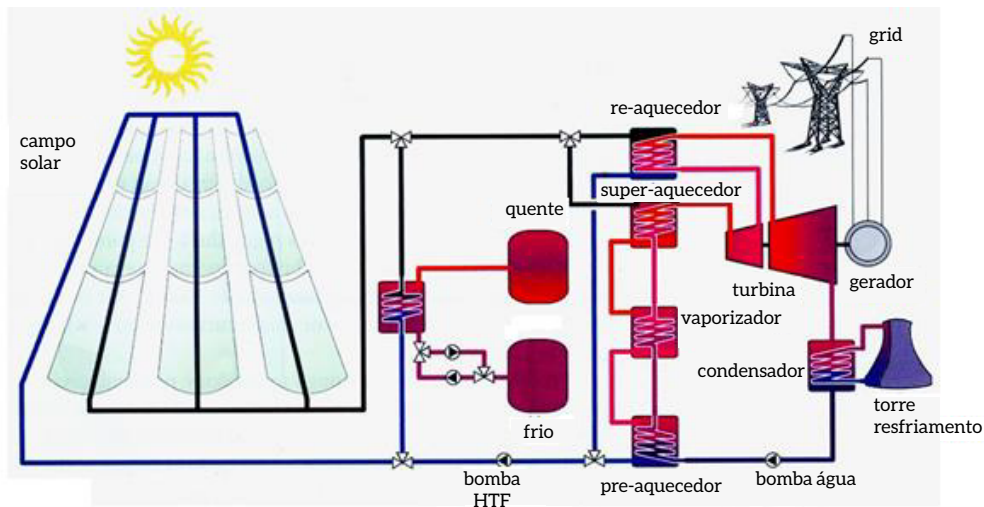 grid
re-aquecedor
campo
solar
super-aquecedor
quente
turbina
gerador
vaporizador
condensador
torre
resfriamento
frio
bomba
HTF
pre-aquecedor
bomba água